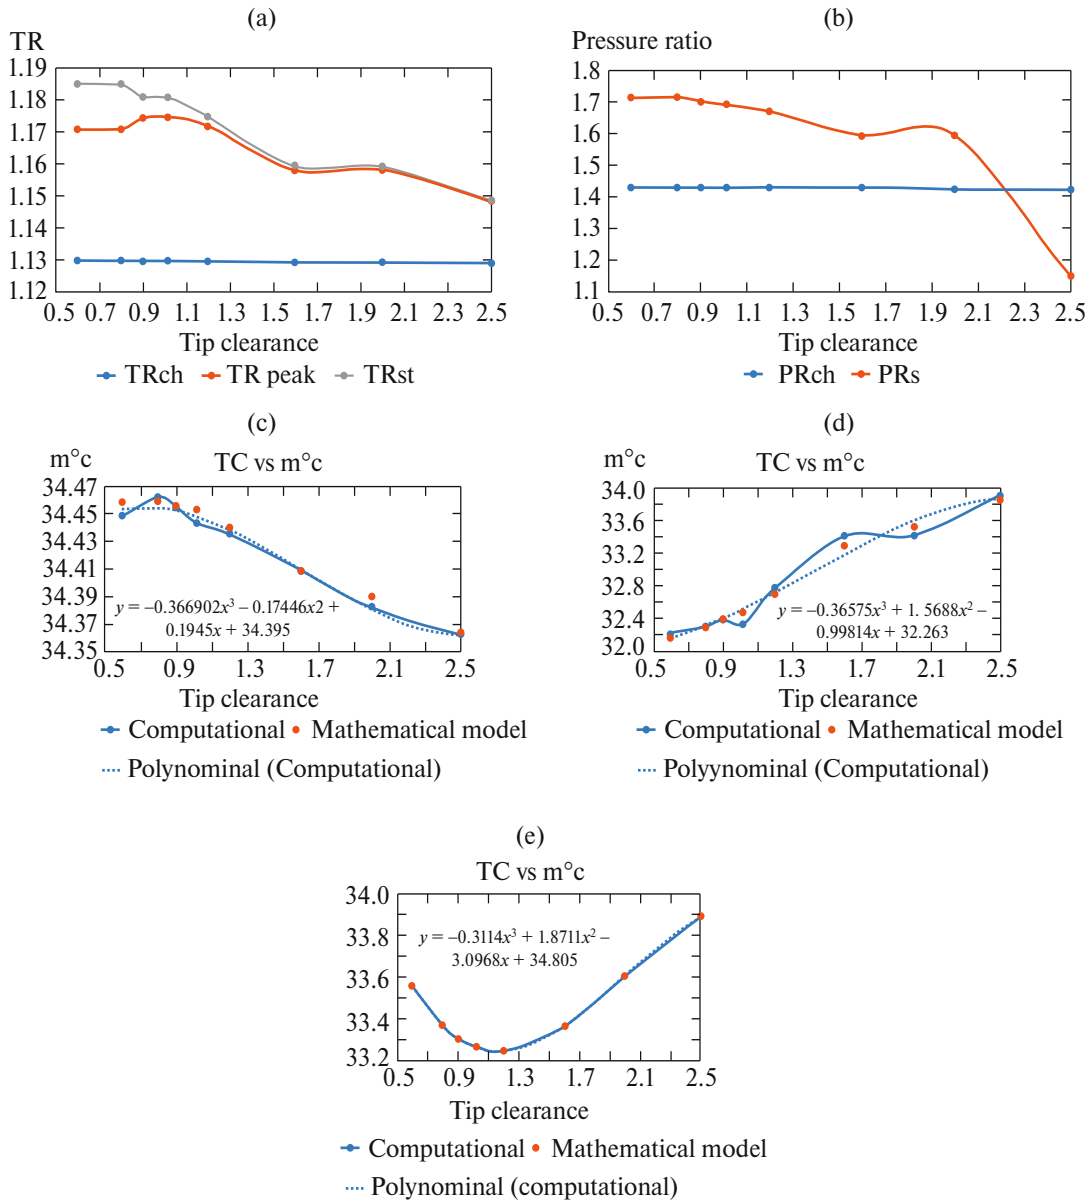 (a)
TR
1.19
1.18
1.17
1.16
1.15
1.14
1.13
1.12
0.5 0.7 0.9 1.1 1.3 1.5 1.7 1.9 2.1 2.3 2.5
Tip clearance
TRch TR peak TRst
(b)
Pressure ratio
1.8
1.7
1.6
1.5
1.4
1.3
1.2
1.1
0.5 0.7 0.9 1.1 1.3 1.5 1.7 1.9 2.1 2.3 2.5
Tip clearance
PRch PRs
(c)
m°c
TC vs m°c
34.47
34.45
34.43
34.41
34.39
34.37
34.35
y = –0.366902x³ – 0.17446x2 +
0.1945x + 34.395
0.5 0.9 1.3 1.7 2.1 2.5
Tip clearance
Computational Mathematical model
Polynominal (Computational)
(d)
m°c
TC vs m°c
34.0
33.6
33.2
32.8
32.4
32.0
y = –0.36575x³ + 1. 5688x² –
0.99814x + 32.263
0.5 0.9 1.3 1.7 2.1 2.5
Tip clearance
Computational Mathematical model
Polyynominal (Computational)
(e)
TC vs m°c
34.0
33.8
33.6
33.4
33.2
y = –0.3114x³ + 1.8711x² –
3.0968x + 34.805
0.5 0.9 1.3 1.7 2.1 2.5
Tip clearance
Computational Mathematical model
Polynominal (computational)